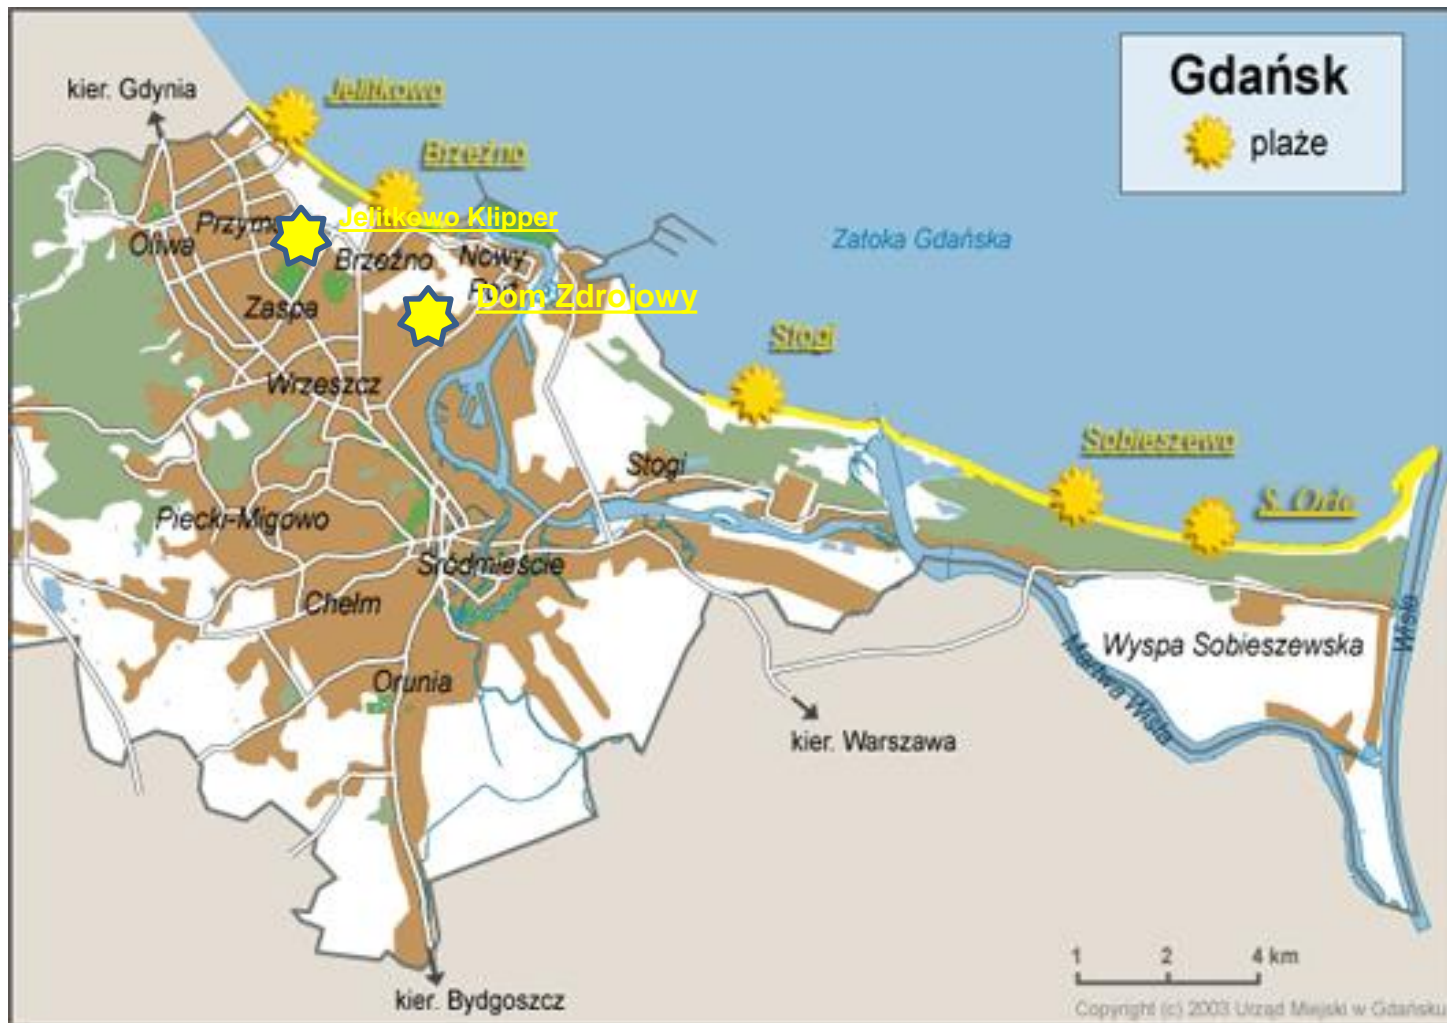 Gdańsk
plaże
kier. Gdynia
Jelitkowo
Brzeźno
Jelitkowo Klipper
Oliwa
Brzeźno
Nowy
Zatoka Gdańska
Zaspa
Dom Zdrojowy
Stogi
Wrzeszcz
Sobieszewo
Stogi
S. Orle
Piecki-Migowo
Śródmieście
Chełm
Wyspa Sobieszewska
Wisła
Martwa Wisła
Orunia
kier. Warszawa
1 2 4 km
kier. Bydgoszcz
Copyright (c) 2003 Urząd Miejski w Gdańsku